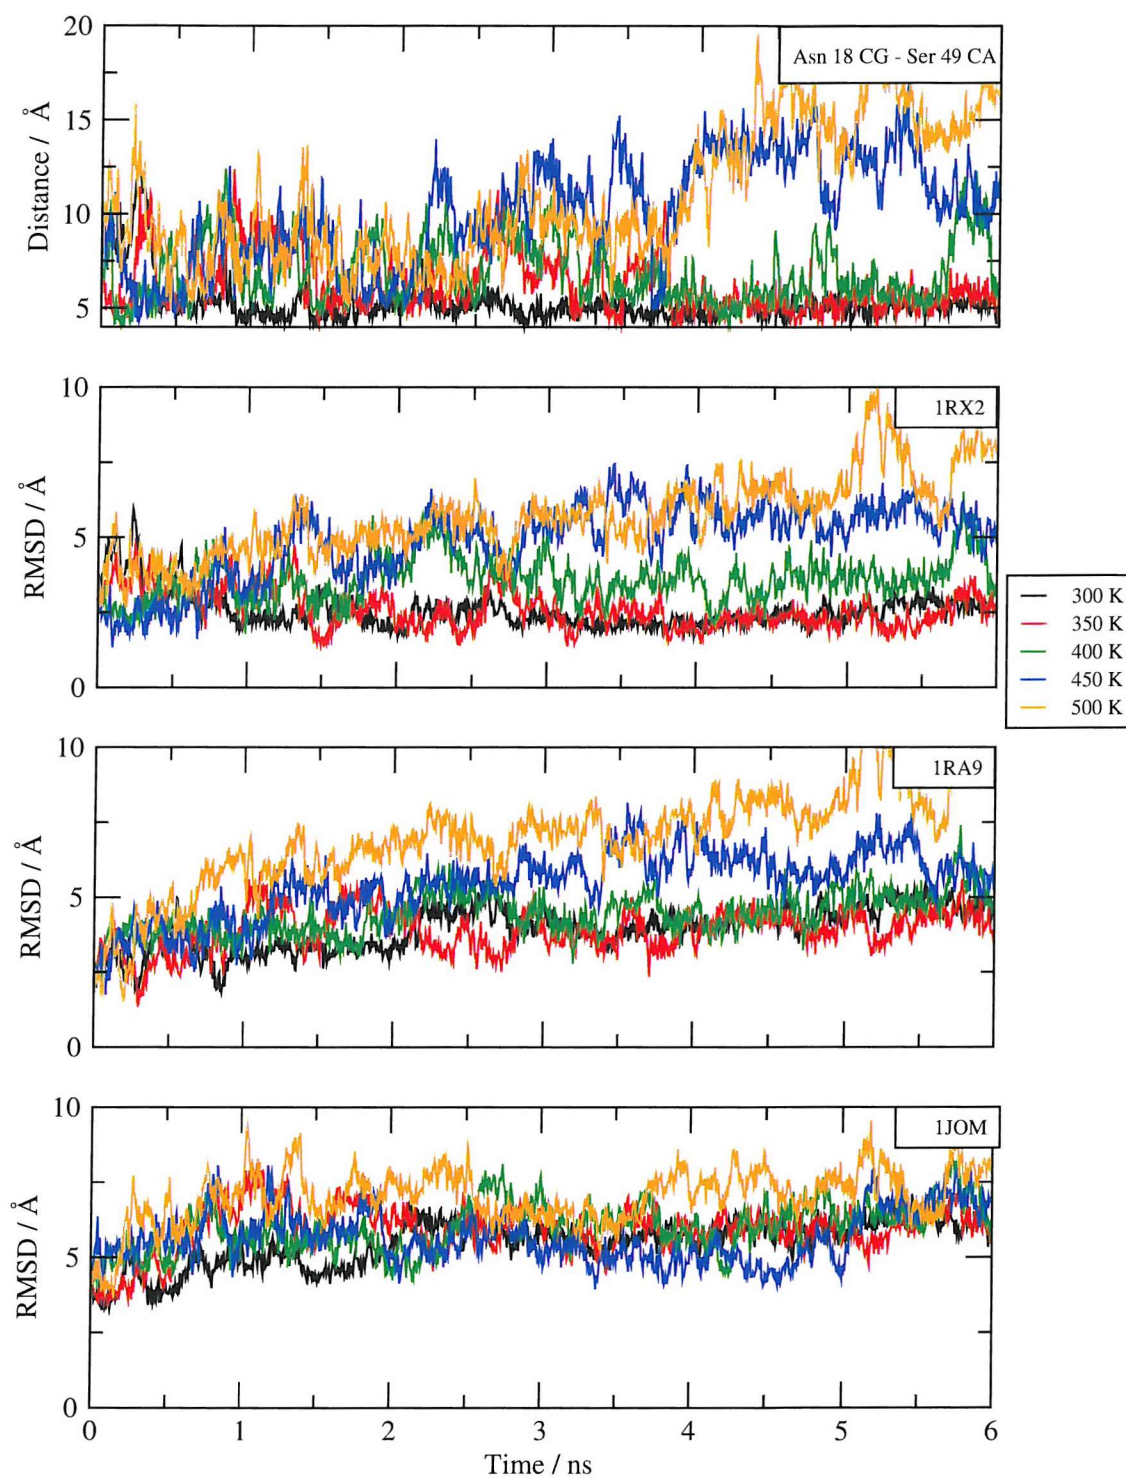 20
15
10
5
Distance / Å
Asn 18 CG - Ser 49 CA
10
5
0
RMSD / Å
1RX2
300 K
350 K
400 K
450 K
500 K
10
5
0
RMSD / Å
1RA9
10
5
0
RMSD / Å
1JOM
0 1 2 3 4 5 6
Time / ns